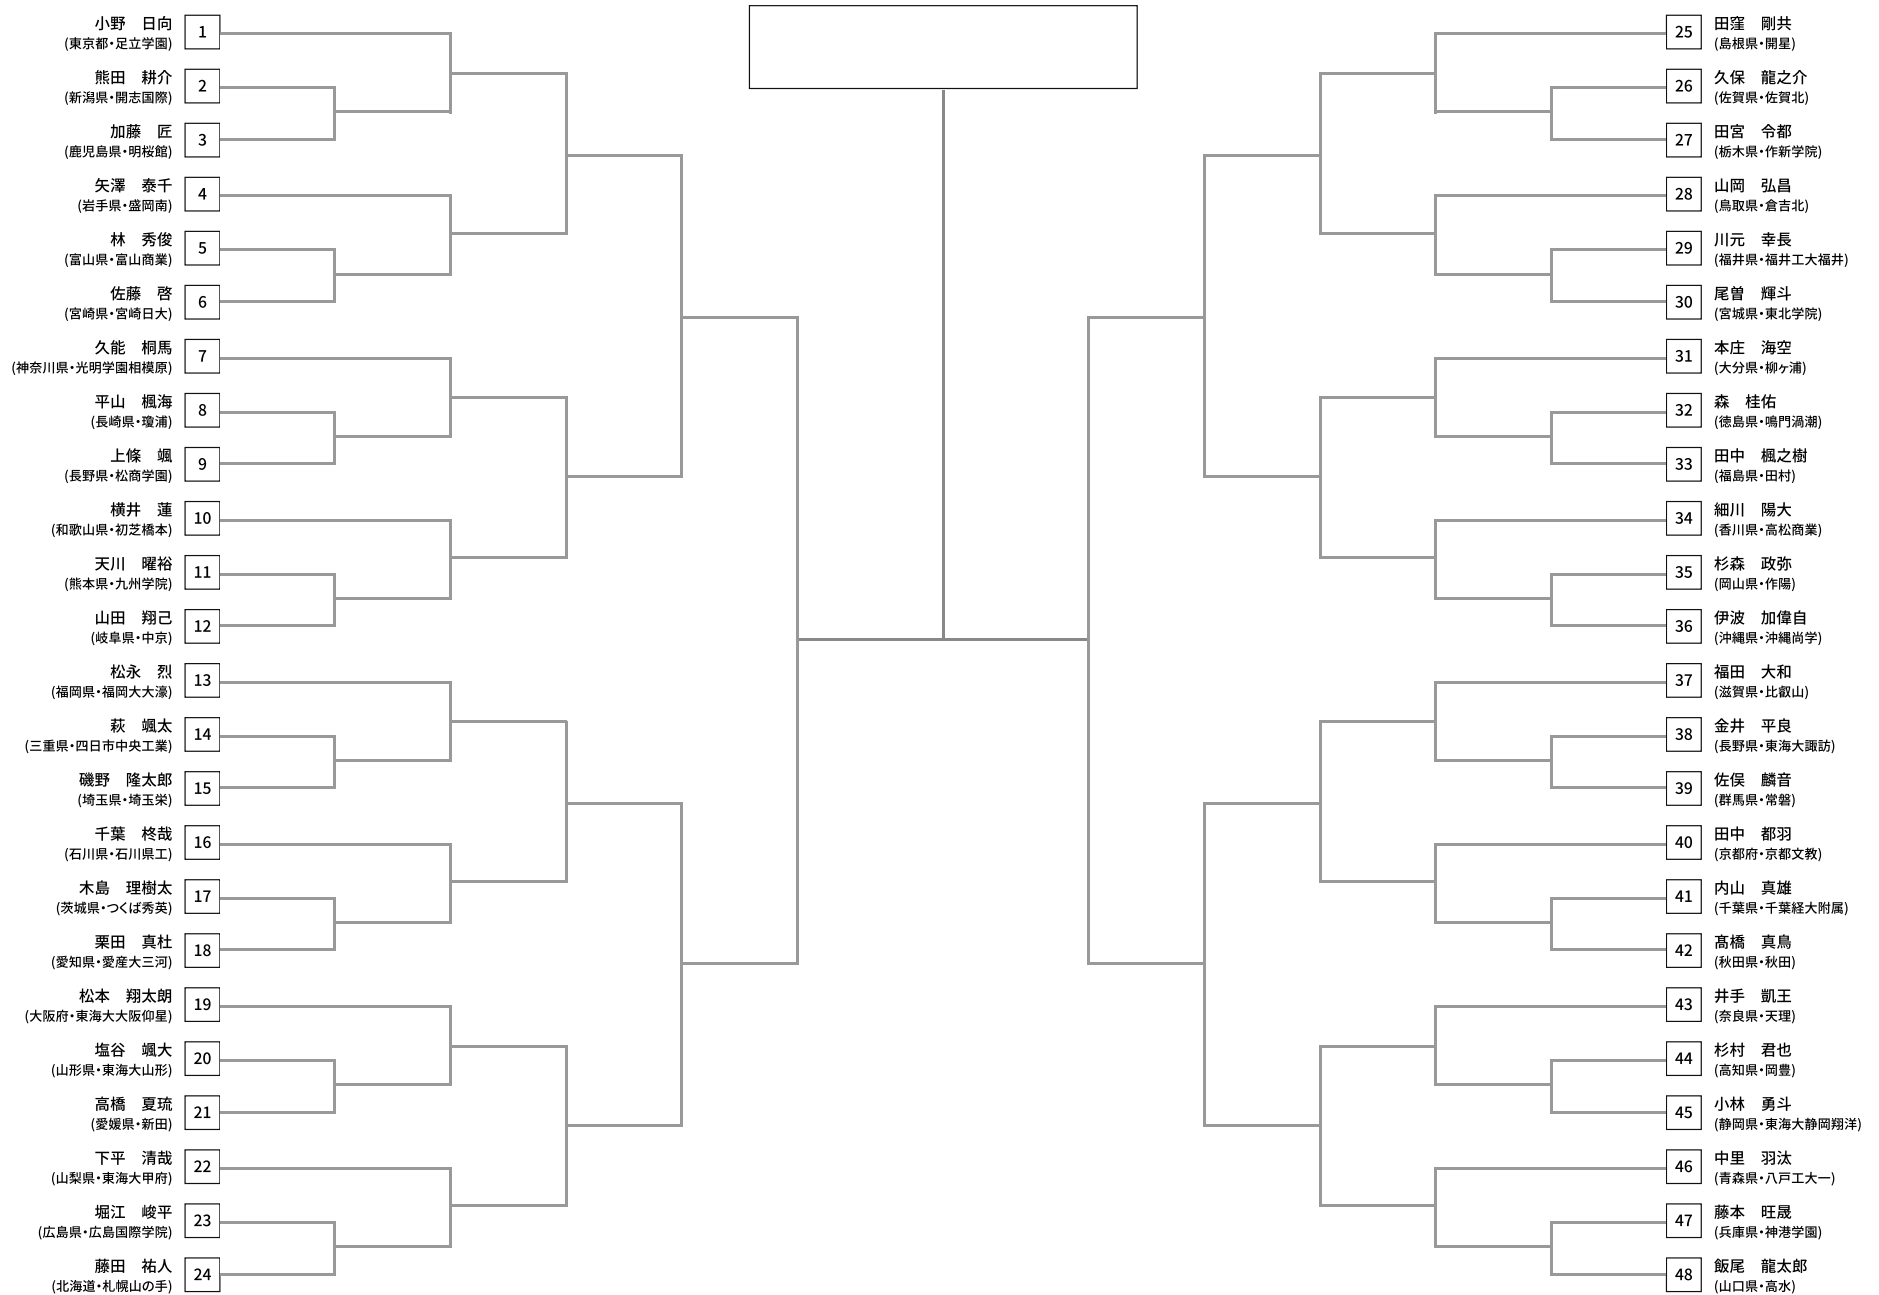 小野　日向
(東京都・足立学園)
1
熊田　耕介
(新潟県・開志国際)
2
加藤　匠
(鹿児島県・明桜館)
3
矢澤　泰千
(岩手県・盛岡南)
4
林　秀俊
(富山県・富山商業)
5
佐藤　啓
(宮崎県・宮崎日大)
6
久能　桐馬
(神奈川県・光明学園相模原)
7
平山　楓海
(長崎県・瓊浦)
8
上條　颯
(長野県・松商学園)
9
横井　蓮
(和歌山県・初芝橋本)
10
天川　曜裕
(熊本県・九州学院)
11
山田　翔己
(岐阜県・中京)
12
松永　烈
(福岡県・福岡大大濠)
13
萩　颯太
(三重県・四日市中央工業)
14
磯野　隆太郎
(埼玉県・埼玉栄)
15
千葉　柊哉
(石川県・石川県工)
16
木島　理樹太
(茨城県・つくば秀英)
17
栗田　真杜
(愛知県・愛産大三河)
18
松本　翔太朗
(大阪府・東海大大阪仰星)
19
塩谷　颯大
(山形県・東海大山形)
20
高橋　夏琉
(愛媛県・新田)
21
下平　清哉
(山梨県・東海大甲府)
22
堀江　峻平
(広島県・広島国際学院)
23
藤田　祐人
(北海道・札幌山の手)
24
25
田窪　剛共
(島根県・開星)
26
久保　龍之介
(佐賀県・佐賀北)
27
田宮　令都
(栃木県・作新学院)
28
山岡　弘昌
(鳥取県・倉吉北)
29
川元　幸長
(福井県・福井工大福井)
30
尾曽　輝斗
(宮城県・東北学院)
31
本庄　海空
(大分県・柳ヶ浦)
32
森　桂佑
(徳島県・鳴門渦潮)
33
田中　楓之樹
(福島県・田村)
34
細川　陽大
(香川県・高松商業)
35
杉森　政弥
(岡山県・作陽)
36
伊波　加偉自
(沖縄県・沖縄尚学)
37
福田　大和
(滋賀県・比叡山)
38
金井　平良
(長野県・東海大諏訪)
39
佐俣　麟音
(群馬県・常磐)
40
田中　都羽
(京都府・京都文教)
41
内山　真雄
(千葉県・千葉経大附属)
42
髙橋　真鳥
(秋田県・秋田)
43
井手　凱王
(奈良県・天理)
44
杉村　君也
(高知県・岡豊)
45
小林　勇斗
(静岡県・東海大静岡翔洋)
46
中里　羽汰
(青森県・八戸工大一)
47
藤本　旺晟
(兵庫県・神港学園)
48
飯尾　龍太郎
(山口県・高水)